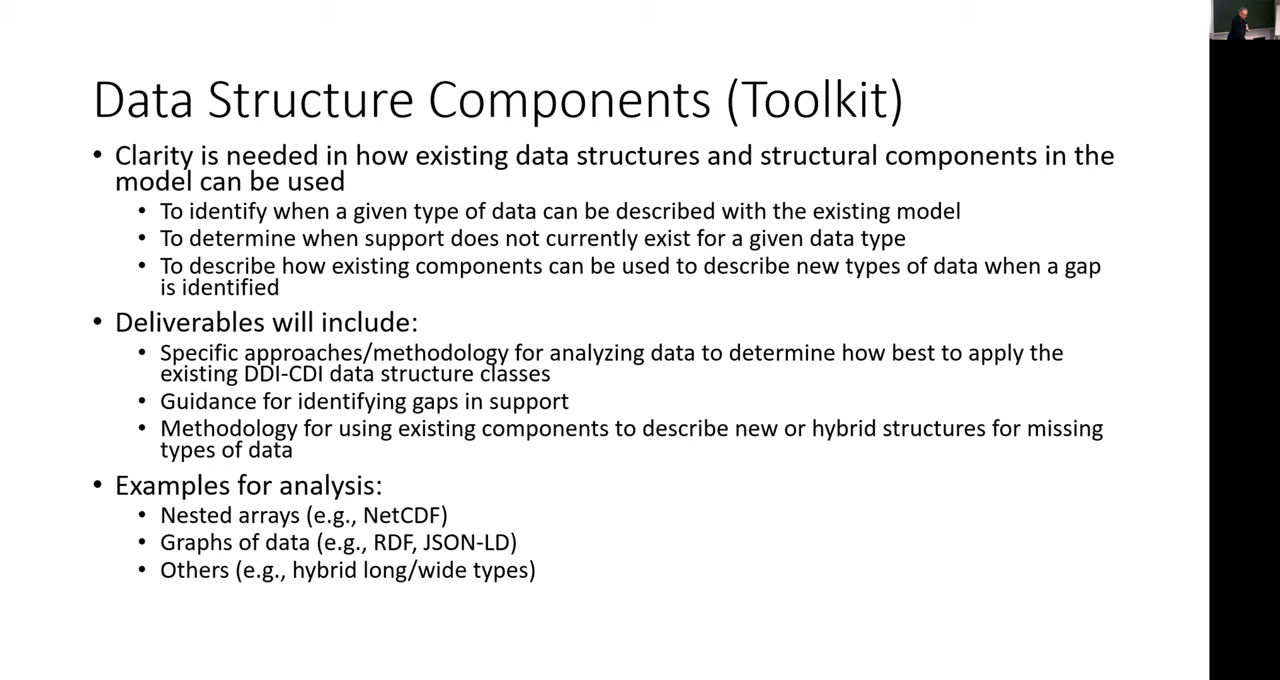 Data Structure Components (Toolkit)
• Clarity is needed in how existing data structures and structural components in the
model can be used
• To identify when a given type of data can be described with the existing model
• To determine when support does not currently exist for a given data type
• To describe how existing components can be used to describe new types of data when a gap
is identified
• Deliverables will include:
• Specific approaches/methodology for analyzing data to determine how best to apply the
existing DDI-CDI data structure classes
• Guidance for identifying gaps in support
• Methodology for using existing components to describe new or hybrid structures for missing
types of data
• Examples for analysis:
• Nested arrays (e.g., NetCDF)
• Graphs of data (e.g., RDF, JSON-LD)
• Others (e.g., hybrid long/wide types)